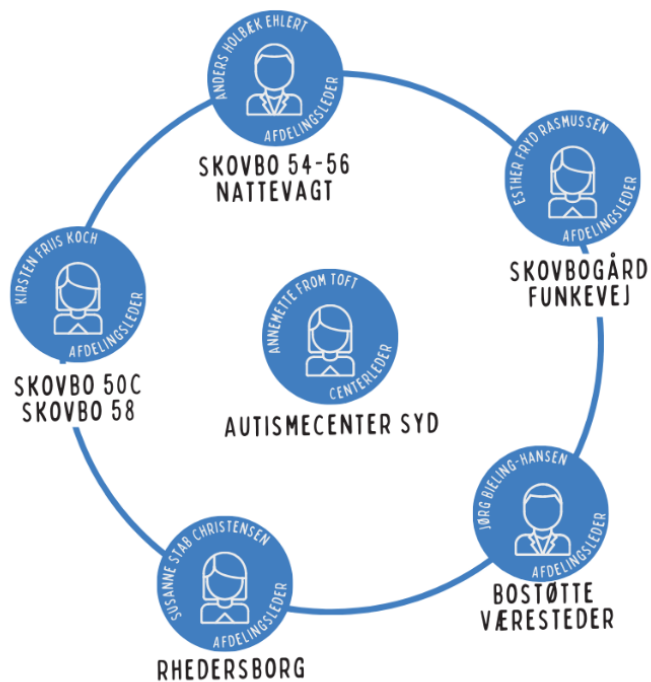 ANDERS HOLBÆK EHLERT
AFDELINGSLEDER
SKOVBO 54-56
NATTEVAGT
ESTHER FRYD RASMUSSEN
AFDELINGSLEDER
SKOVBOGÅRD
FUNKEVEJ
KIRSTEN FRIIS KOCH
AFDELINGSLEDER
SKOVBO 50C
SKOVBO 58
ANNEMETTE FROM TOFT
CENTERLEDER
AUTISMECENTER SYD
JØRG BIELING-HANSEN
AFDELINGSLEDER
BOSTØTTE
VÆRESTEDER
SUSANNE STAB CHRISTENSEN
AFDELINGSLEDER
RHEDERSBORG